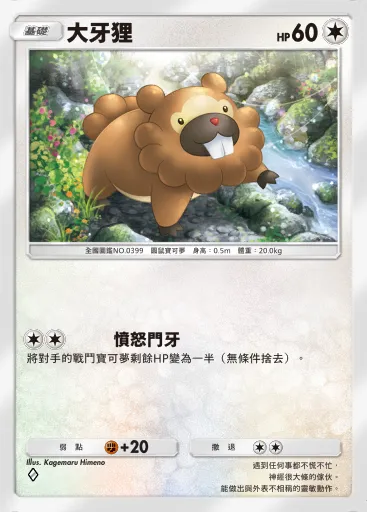 基礎 大牙狸 HP60
全國圖鑑NO.0399 圓鼠寶可夢 身高:0.5m 體重:20.0kg
憤怒門牙
將對手的戰鬥寶可夢剩餘HP變為一半(無條件捨去)。
弱點 +20 撤退
Illus. Kagemaru Himeno
遇到任何事都不慌不忙,
神經很大條的傢伙。
能做出與外表不相稱的靈敏動作。